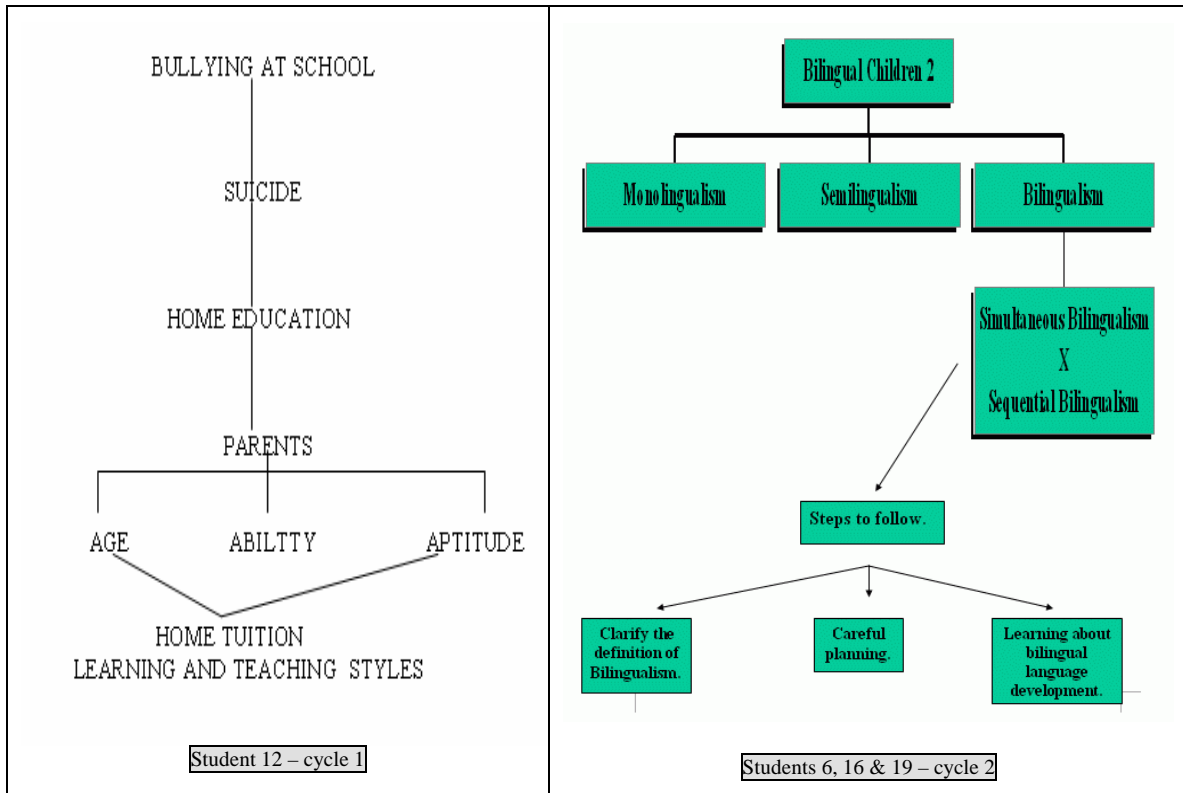 BULLYING AT SCHOOL
SUICIDE
HOME EDUCATION
PARENTS
AGE
ABILTTY
APTITUDE
HOME TUITION
LEARNING AND TEACHING STYLES
Student 12 – cycle 1
Bilingual Children 2
Monolingualism
Semilingualism
Bilingualism
Simultaneous Bilingualism
X
Sequential Bilingualism
Steps to follow.
Clarify the
definition of
Bilingualism.
Careful
planning.
Learning about
bilingual
language
development.
Students 6, 16 & 19 – cycle 2